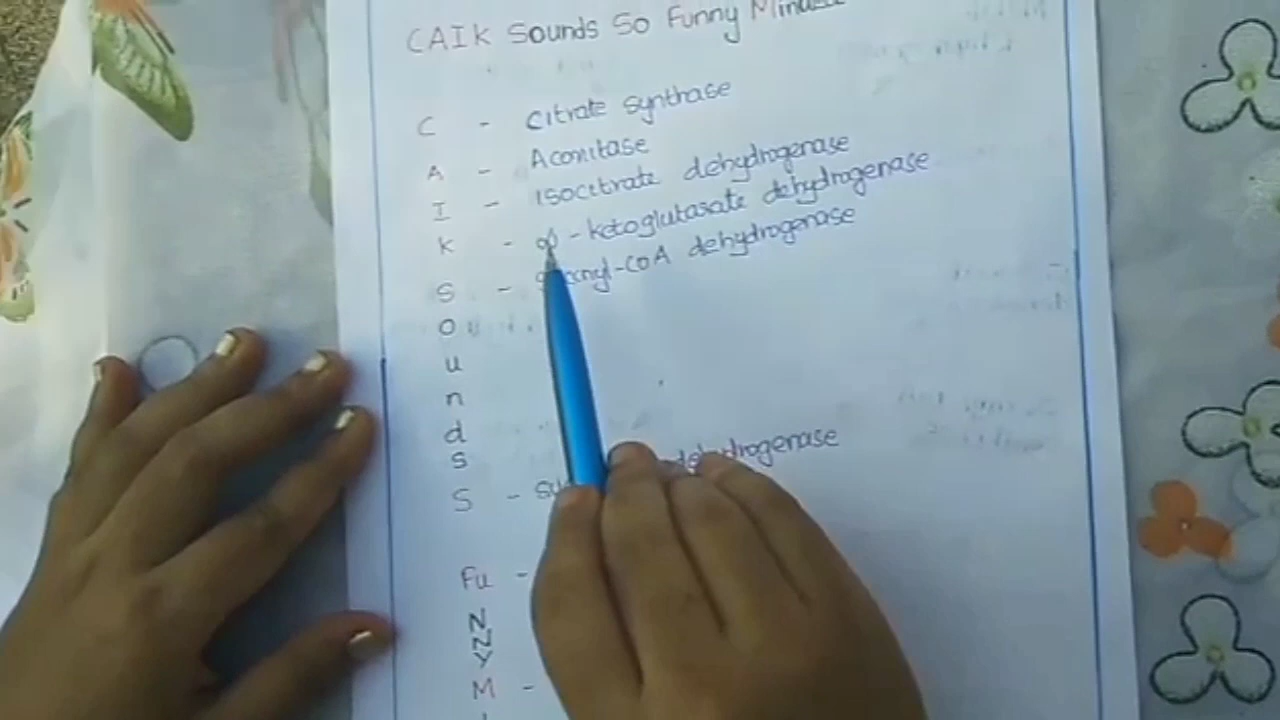 CAIK Sounds So Funny
C - Citrate synthase
A - Aconitase
I - Isocitrate dehydrogenase
K - α - ketoglutarate dehydrogenase
S - -CoA dehydrogenase
o
u
n
d
s
S - dehydrogenase
Fu -
N
N
Y
M -